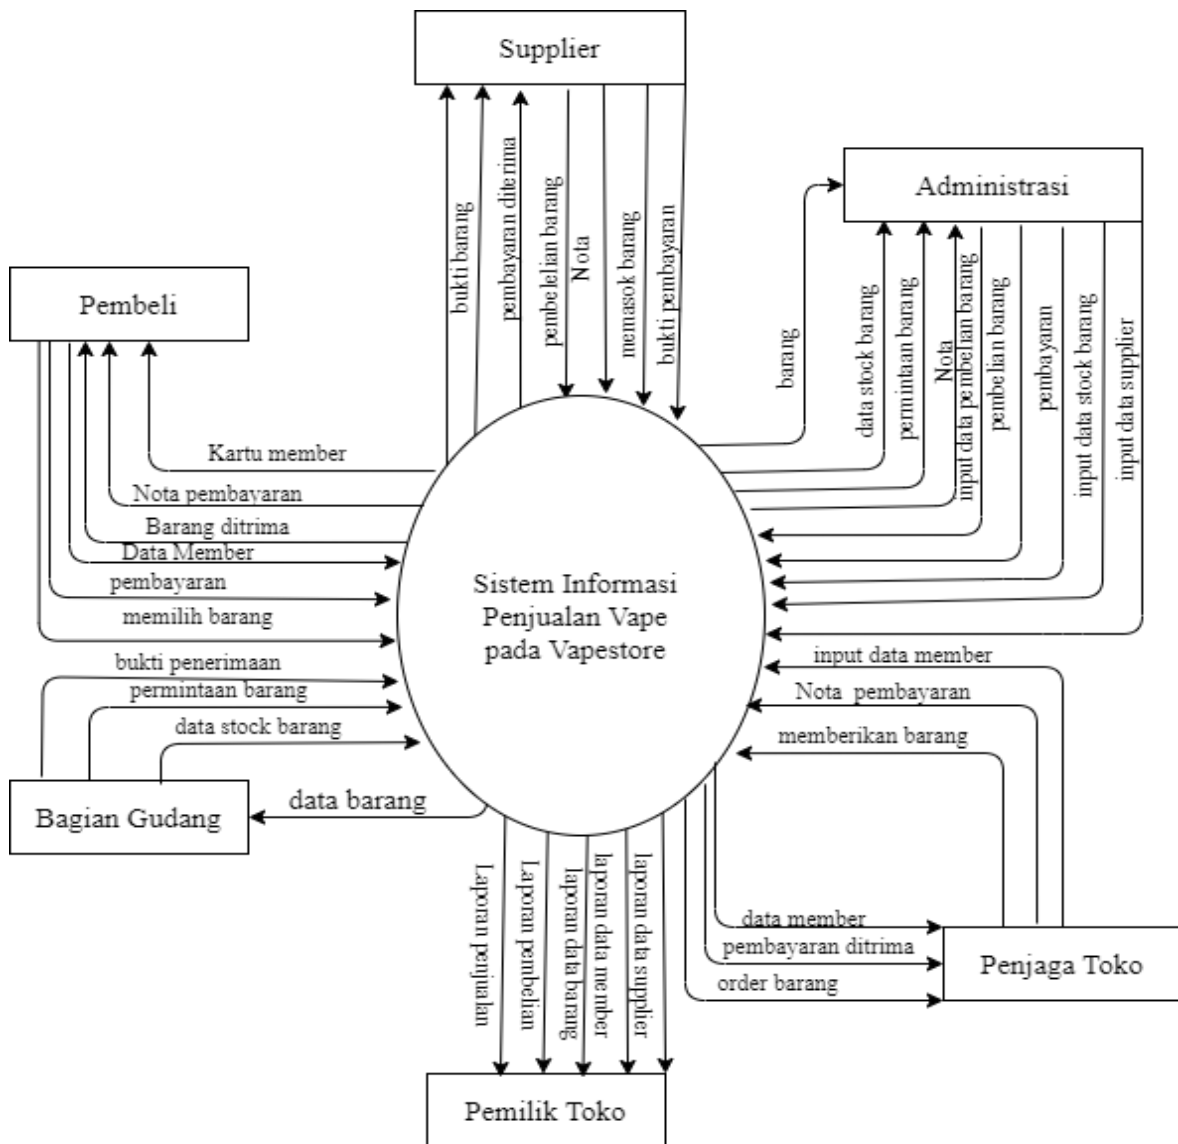 Supplier
bukti barang
pembayaran diterima
pembelelian barang
Nota
memasok barang
bukti pembayaran
Administrasi
barang
data stock barang
permintaan barang
Nota
input data pembelian barang
pembelian barang
pembayaran
input data stock barang
input data supplier
Pembeli
Kartu member
Nota pembayaran
Barang ditrima
Data Member
pembayaran
memilih barang
Sistem Informasi
Penjualan Vape
pada Vapestore
bukti penerimaan
permintaan barang
data stock barang
Bagian Gudang
data barang
input data member
Nota pembayaran
memberikan barang
data member
pembayaran ditrima
order barang
Penjaga Toko
Laporan penjualan
Laporan pembelian
laporan data barang
laporan data member
laporan data supplier
Pemilik Toko